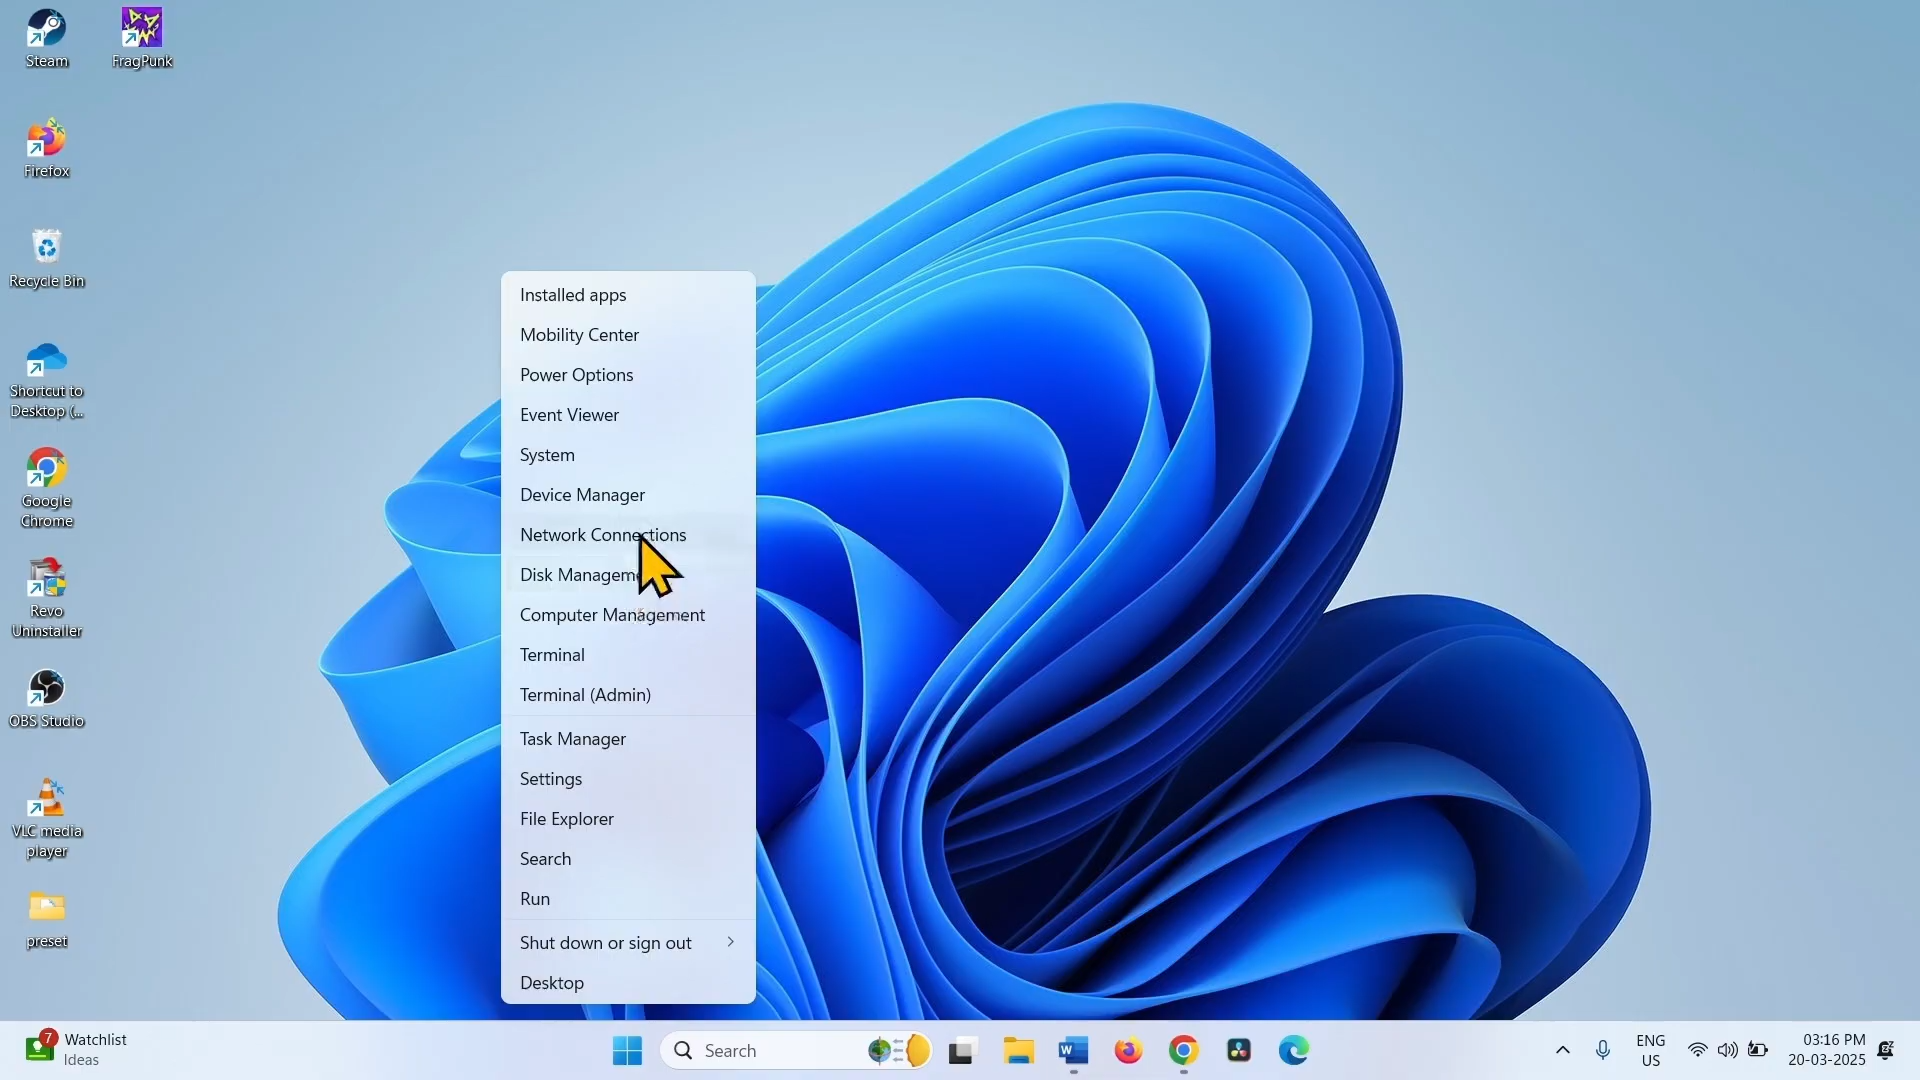 Steam
FragPunk
Firefox
Recycle Bin
Shortcut to
Desktop (...
Google
Chrome
Revo
Uninstaller
OBS Studio
VLC media
player
preset
Installed apps
Mobility Center
Power Options
Event Viewer
System
Device Manager
Network Connections
Disk Manageme
Computer Management
Terminal
Terminal (Admin)
Task Manager
Settings
File Explorer
Search
Run
Shut down or sign out
Desktop
7
Watchlist
Ideas
Search
W
ENG
US
03:16 PM
20-03-2025